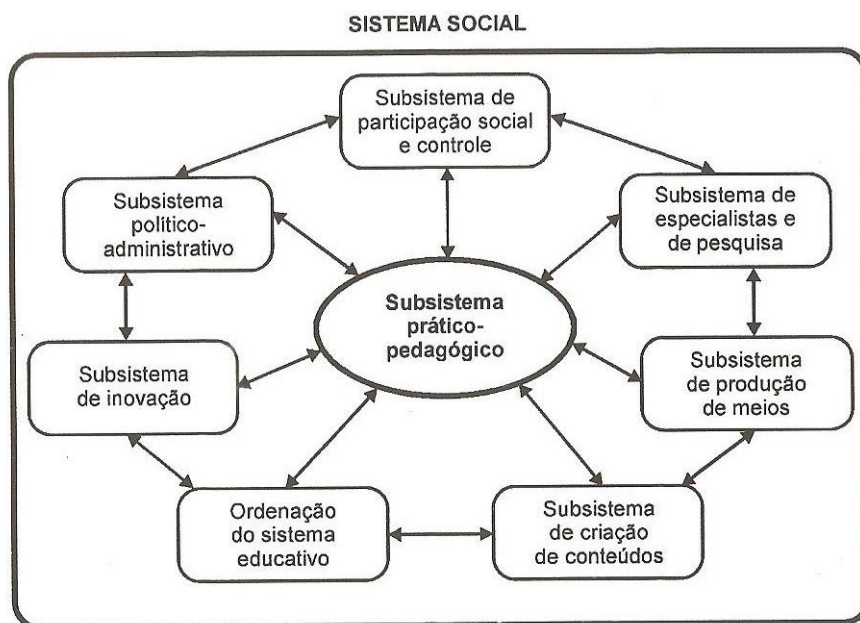 SISTEMA SOCIAL
Subsistema de
participação social
e controle
Subsistema
político-
administrativo
Subsistema de
especialistas e
de pesquisa
Subsistema
prático-
pedagógico
Subsistema
de inovação
Subsistema
de produção
de meios
Ordenação
do sistema
educativo
Subsistema
de criação
de conteúdos